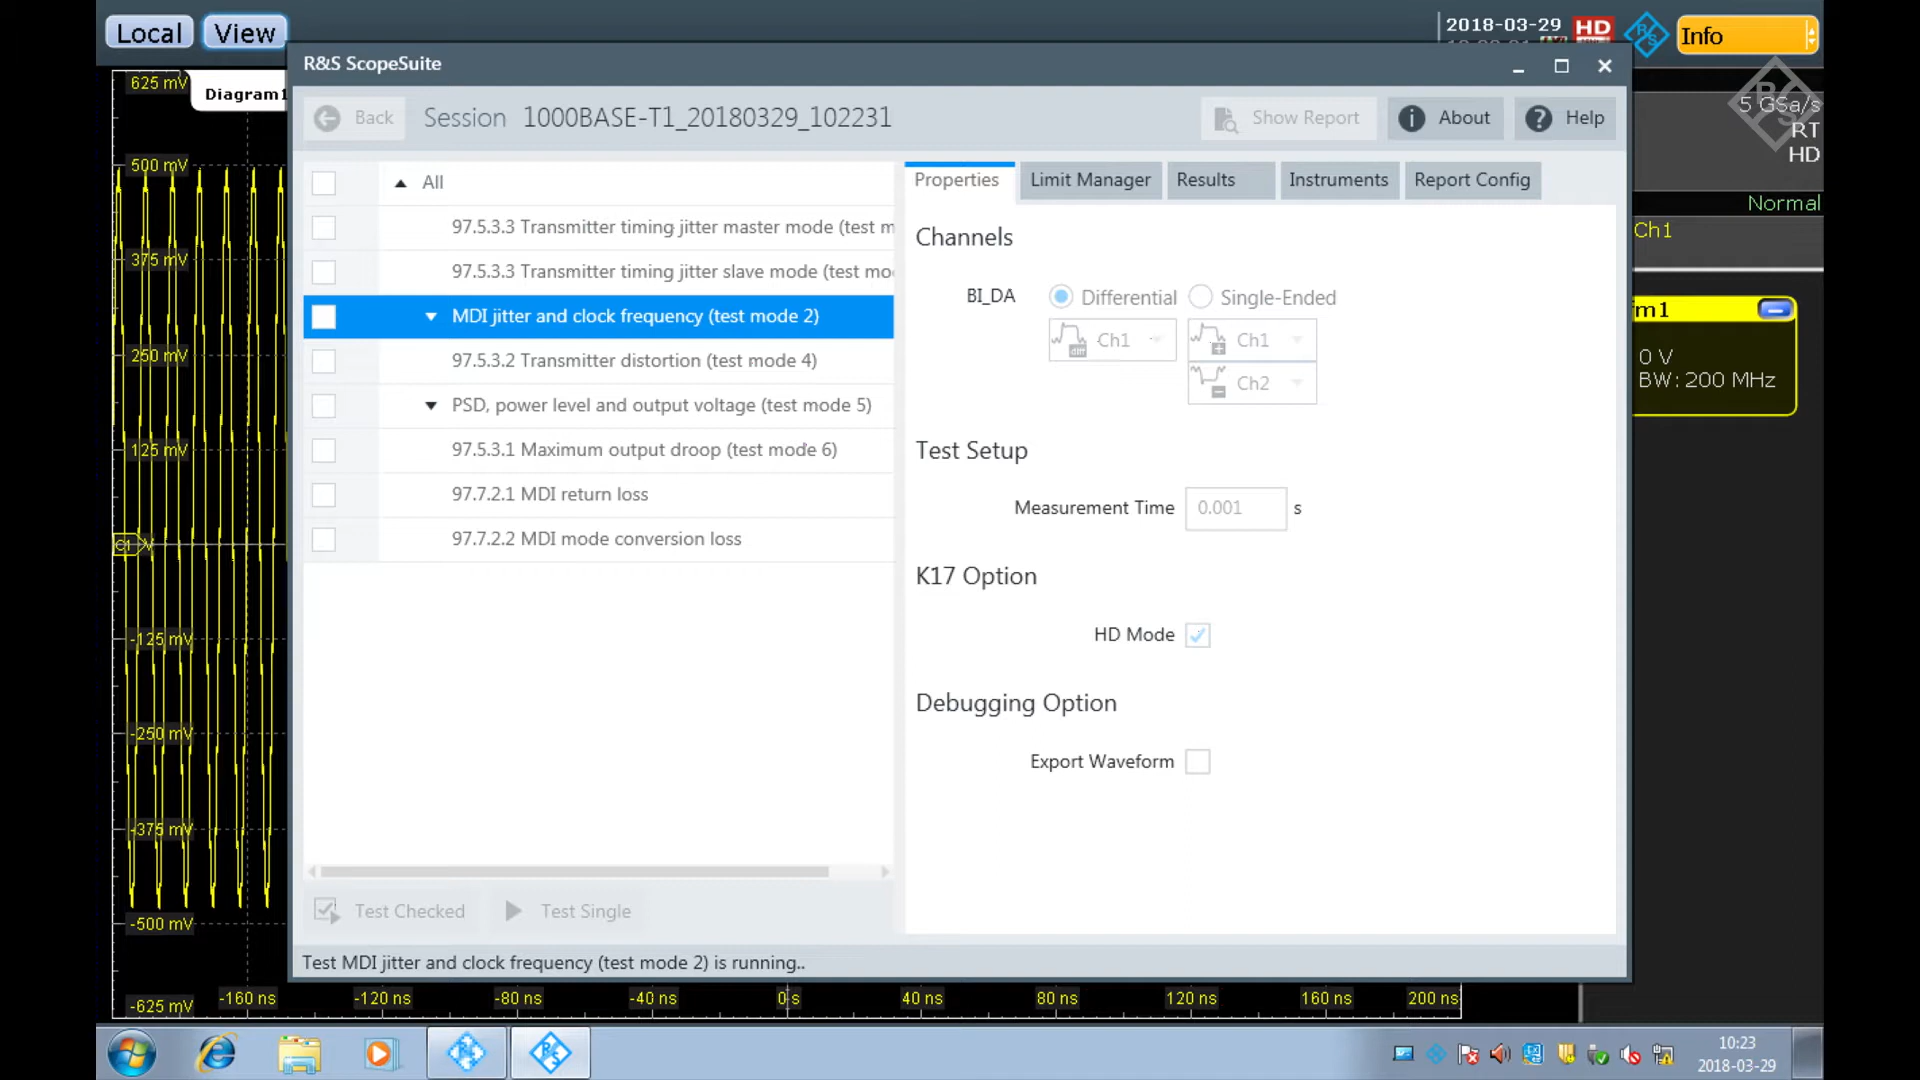 Local
View
2018-03-29
HD
Info
R&S ScopeSuite
Diagram1
Back
Session 1000BASE-T1_20180329_102231
Show Report
About
Help
All
97.5.3.3 Transmitter timing jitter master mode (test m
97.5.3.3 Transmitter timing jitter slave mode (test mo
MDI jitter and clock frequency (test mode 2)
97.5.3.2 Transmitter distortion (test mode 4)
PSD, power level and output voltage (test mode 5)
97.5.3.1 Maximum output droop (test mode 6)
97.7.2.1 MDI return loss
97.7.2.2 MDI mode conversion loss
Test Checked
Test Single
Test MDI jitter and clock frequency (test mode 2) is running..
Properties
Limit Manager
Results
Instruments
Report Config
Channels
BI_DA
Differential
Single-Ended
diff
Ch1
Ch1
Ch2
Test Setup
Measurement Time
0.001
s
K17 Option
HD Mode
Debugging Option
Export Waveform
5 GSa/s
RT
HD
Normal
Ch1
m1
0 V
BW: 200 MHz
625 mV
500 mV
375 mV
250 mV
125 mV
C1
-125 mV
-250 mV
-375 mV
-500 mV
-625 mV
-160 ns
-120 ns
-80 ns
-40 ns
0 s
40 ns
80 ns
120 ns
160 ns
200 ns
10:23
2018-03-29